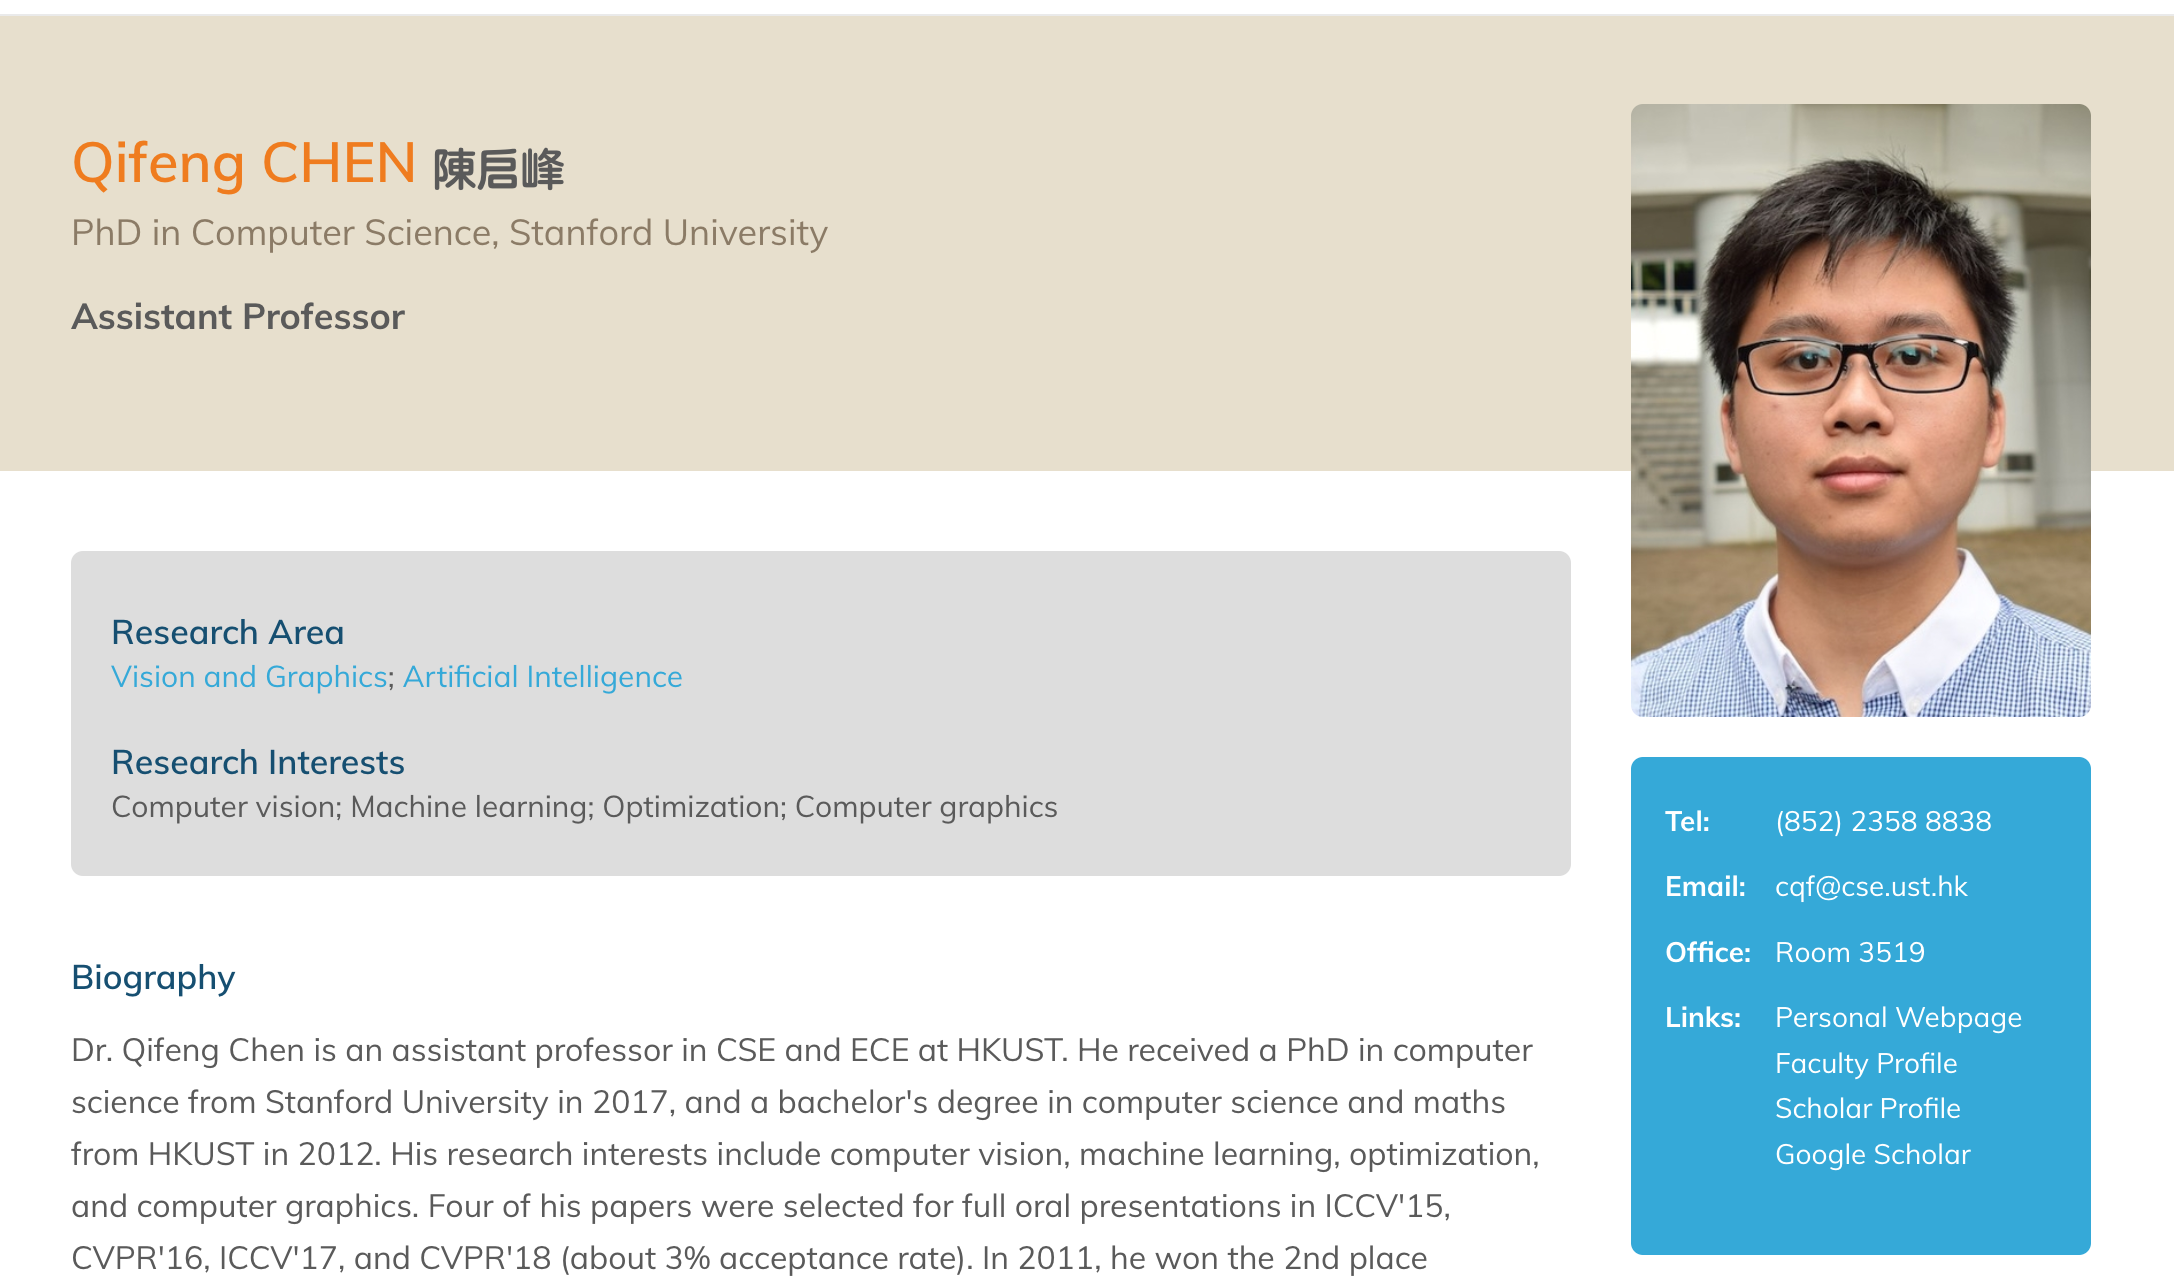 Qifeng CHEN 陳启峰
PhD in Computer Science, Stanford University
Assistant Professor
Research Area
Vision and Graphics; Artificial Intelligence
Research Interests
Computer vision; Machine learning; Optimization; Computer graphics
Biography
Dr. Qifeng Chen is an assistant professor in CSE and ECE at HKUST. He received a PhD in computer
science from Stanford University in 2017, and a bachelor's degree in computer science and maths
from HKUST in 2012. His research interests include computer vision, machine learning, optimization,
and computer graphics. Four of his papers were selected for full oral presentations in ICCV'15,
CVPR'16, ICCV'17, and CVPR'18 (about 3% acceptance rate). In 2011, he won the 2nd place
Tel: (852) 2358 8838
Email: cqf@cse.ust.hk
Office: Room 3519
Links: Personal Webpage
Faculty Profile
Scholar Profile
Google Scholar